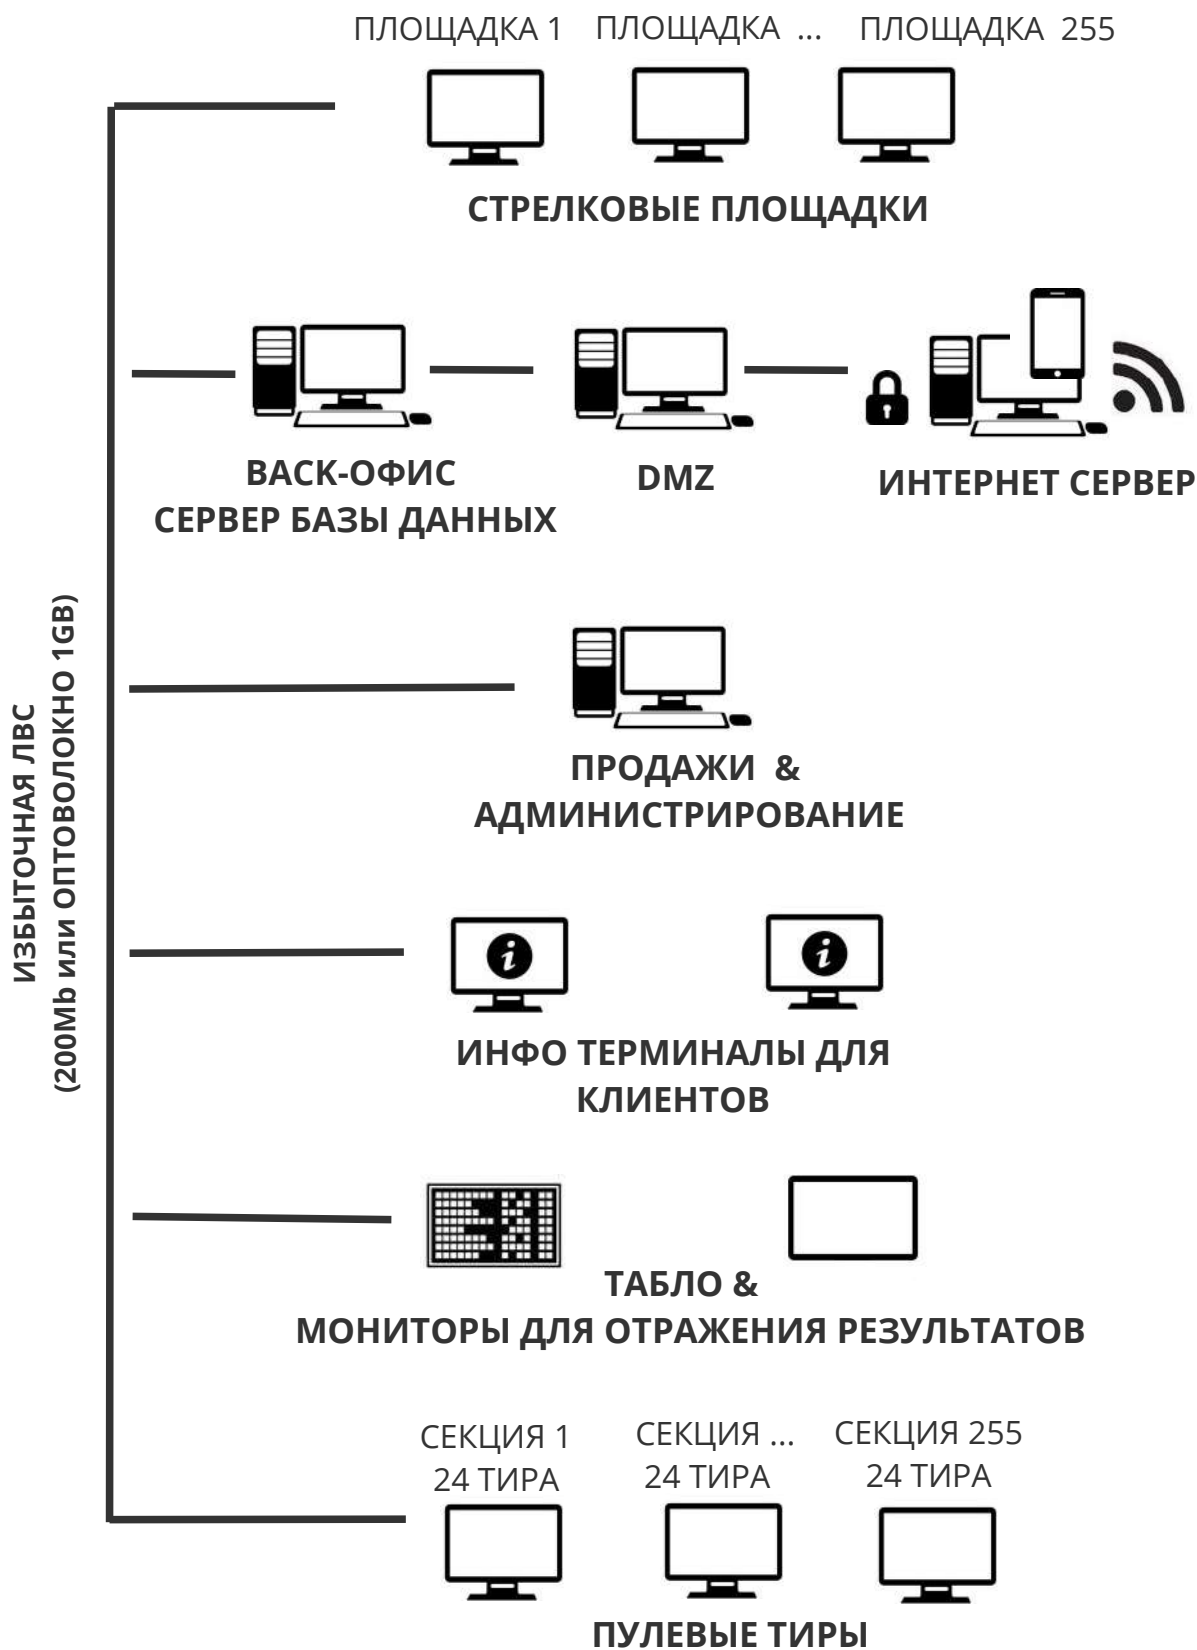 ПЛОЩАДКА 1 ПЛОЩАДКА ... ПЛОЩАДКА 255
СТРЕЛКОВЫЕ ПЛОЩАДКИ
BACK-ОФИС
СЕРВЕР БАЗЫ ДАННЫХ
DMZ
ИНТЕРНЕТ СЕРВЕР
ИЗБЫТОЧНАЯ ЛВС
(200Mb или ОПТОВОЛОКНО 1GB)
ПРОДАЖИ &
АДМИНИСТРИРОВАНИЕ
i i
ИНФО ТЕРМИНАЛЫ ДЛЯ
КЛИЕНТОВ
ТАБЛО &
МОНИТОРЫ ДЛЯ ОТРАЖЕНИЯ РЕЗУЛЬТАТОВ
СЕКЦИЯ 1 СЕКЦИЯ ... СЕКЦИЯ 255
24 ТИРА 24 ТИРА 24 ТИРА
ПУЛЕВЫЕ ТИРЫ